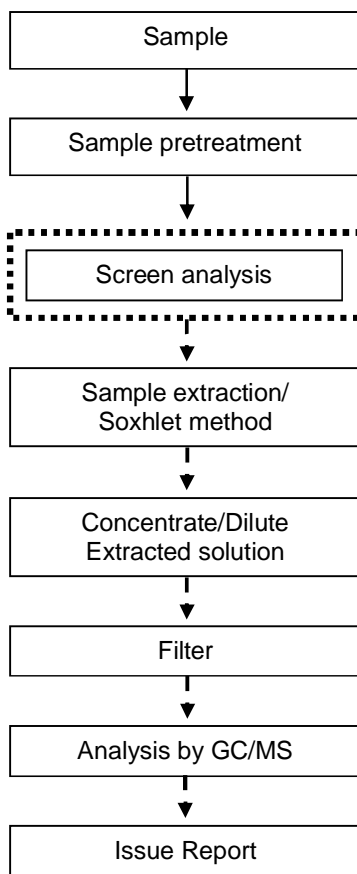 Sample
Sample pretreatment
Screen analysis
Sample extraction/
Soxhlet method
Concentrate/Dilute
Extracted solution
Filter
Analysis by GC/MS
Issue Report